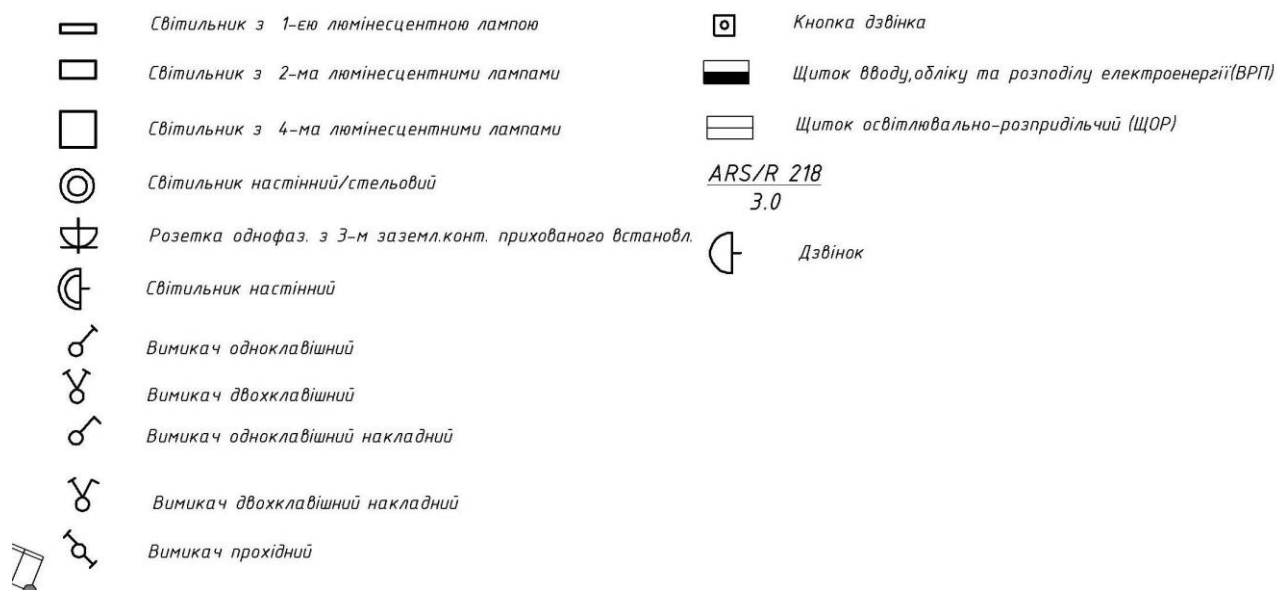 Світильник з 1-ею люмінесцентною лампою
Світильник з 2-ма люмінесцентними лампами
Світильник з 4-ма люмінесцентними лампами
Світильник настінний/стельовий
Розетка однофаз. з 3-м заземл.конт. прихованого встановл.
Світильник настінний
Вимикач одноклавішний
Вимикач двохклавішний
Вимикач одноклавішний накладний
Вимикач двохклавішний накладний
Вимикач прохідний
Кнопка дзвінка
Щиток вводу,обліку та розподілу електроенергії(ВРП)
Щиток освітлювально-розпридільчий (ЩОР)
ARS/R 218
3.0
Дзвінок